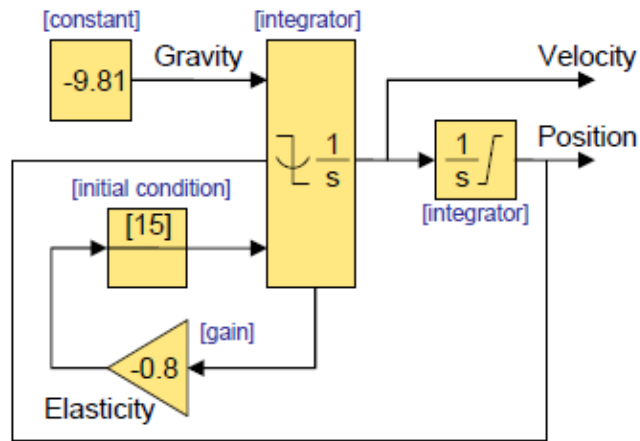 [constant]
[integrator]
-9.81
Gravity
Velocity
1
s
1
s
Position
[integrator]
[initial condition]
[15]
[gain]
-0.8
Elasticity